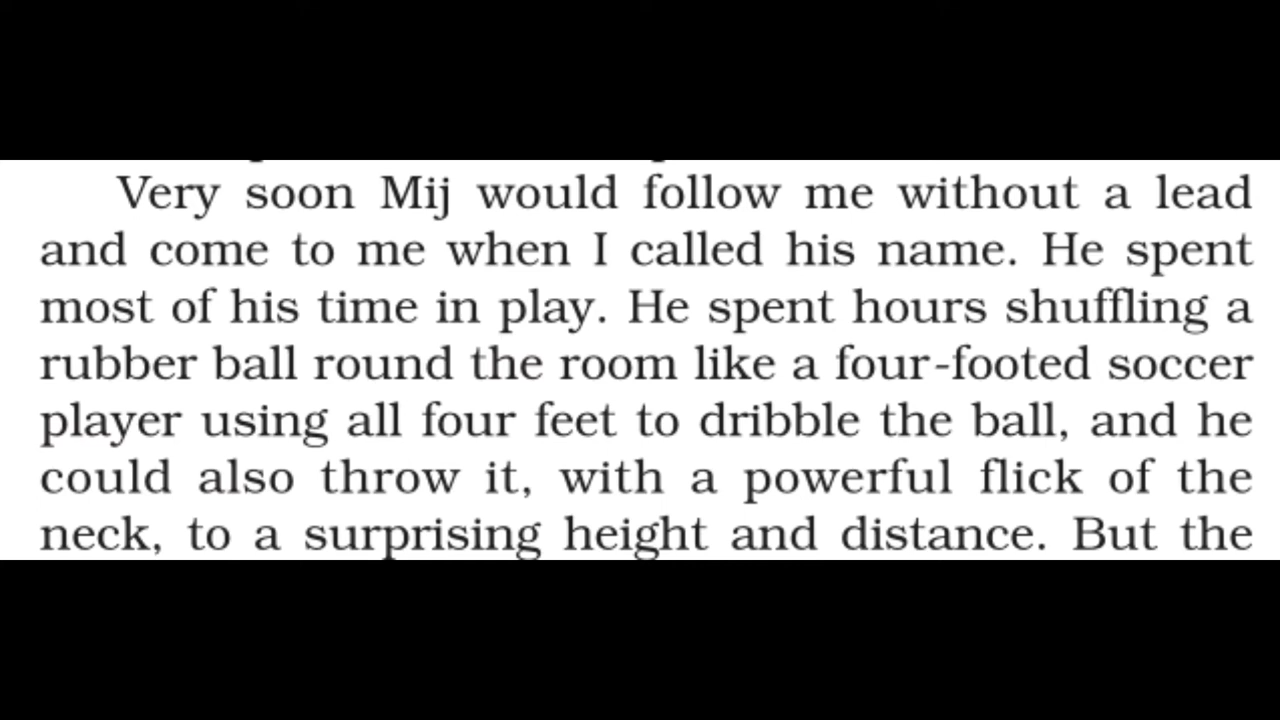 Very soon Mij would follow me without a lead
and come to me when I called his name. He spent
most of his time in play. He spent hours shuffling a
rubber ball round the room like a four-footed soccer
player using all four feet to dribble the ball, and he
could also throw it, with a powerful flick of the
neck, to a surprising height and distance. But the